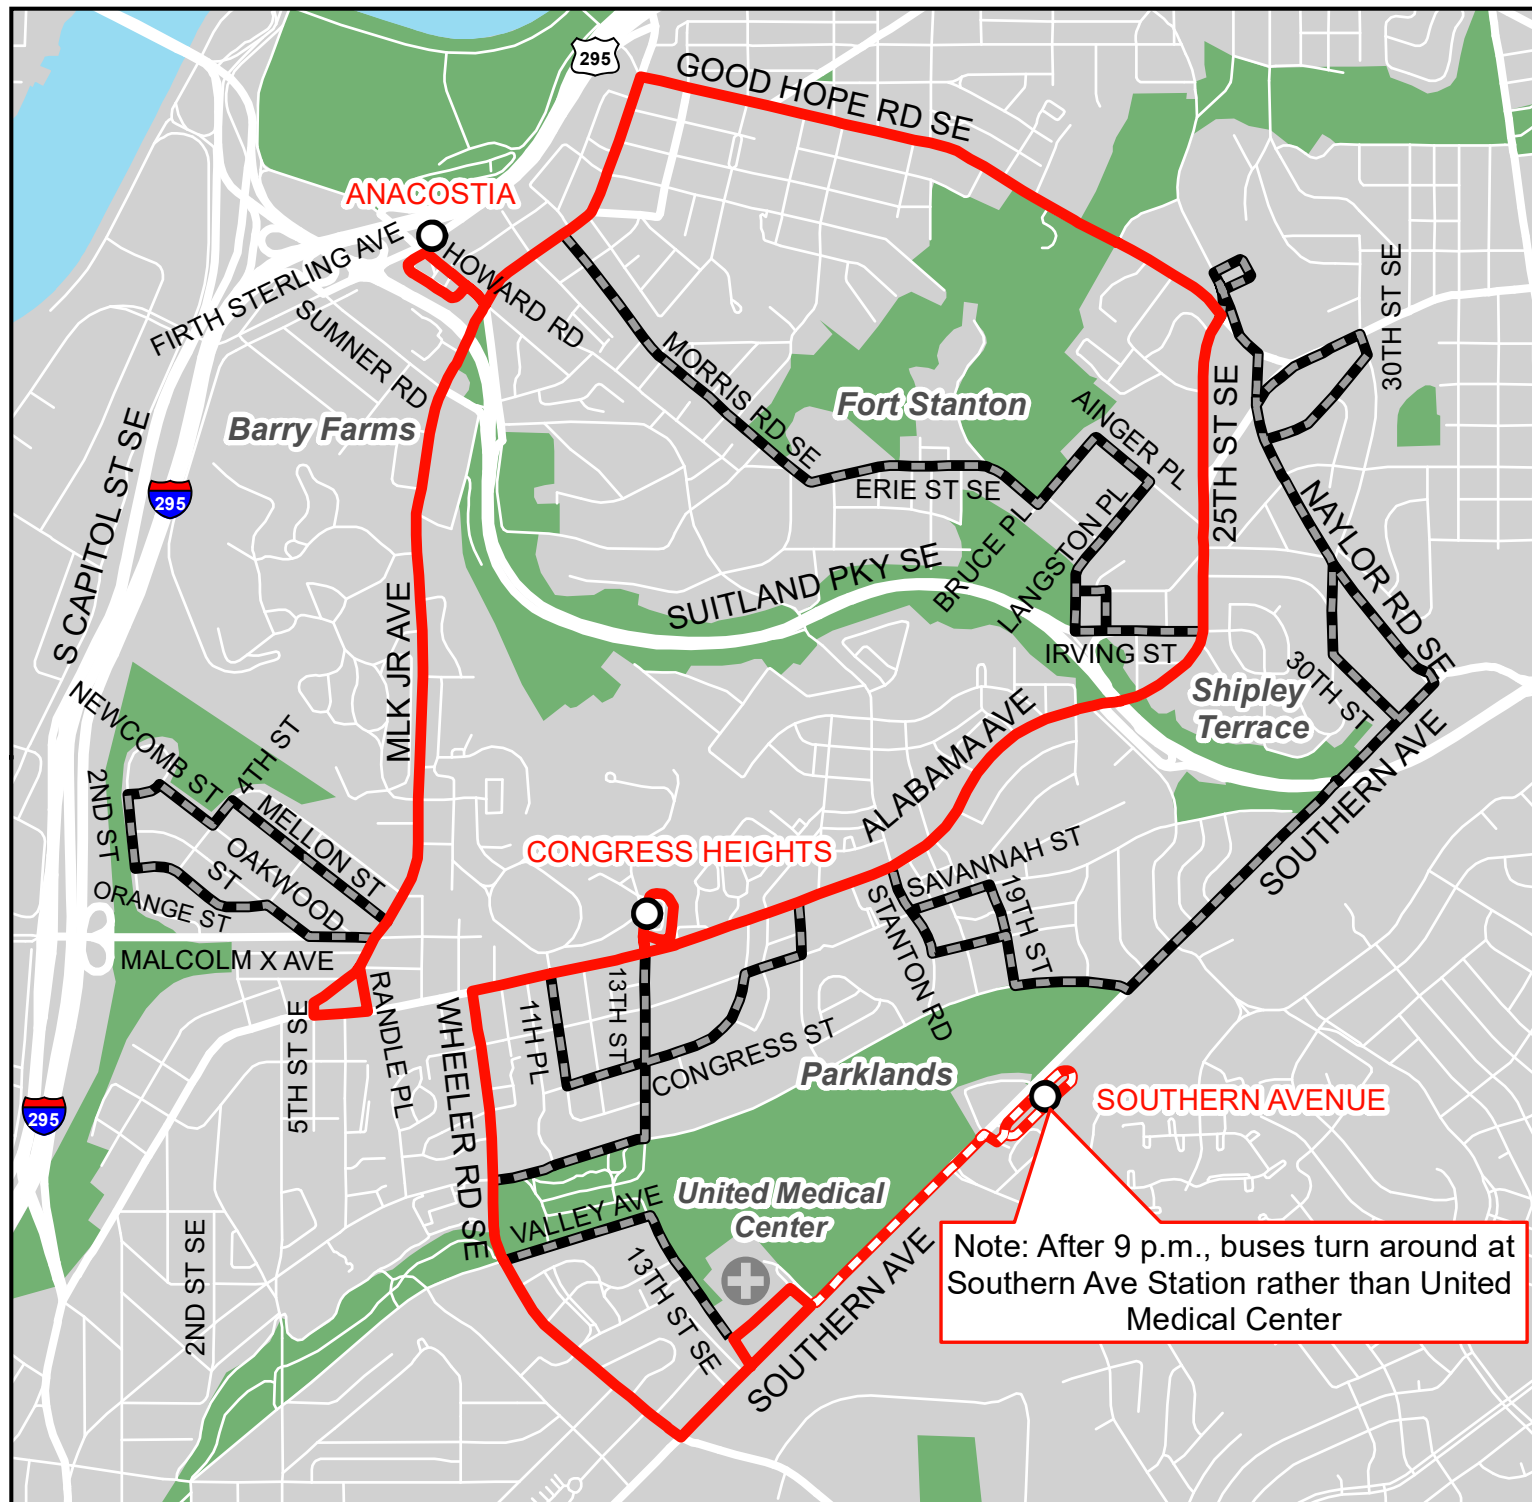 295
GOOD HOPE RD SE
ANACOSTIA
FIRTH STERLING AVE
HOWARD RD
SUMNER RD
30TH ST SE
MORRIS RD SE
Fort Stanton
AINGER PL
Barry Farms
25TH ST SE
S CAPITOL ST SE
295
ERIE ST SE
NAYLOR RD SE
BRUCE PL
LANGSTON PL
SUITLAND PKY SE
IRVING ST
MLK JR AVE
30TH ST
Shipley
Terrace
NEWCOMB ST
4TH ST
2ND ST
MELLON ST
OAKWOOD
ST
ORANGE ST
ALABAMA AVE
CONGRESS HEIGHTS
SAVANNAH ST
SOUTHERN AVE
STANTON RD
19TH ST
MALCOLM X AVE
RANDLE PL
5TH ST SE
WHEELER RD SE
11H PL
13TH ST
CONGRESS ST
Parklands
295
SOUTHERN AVENUE
United Medical
Center
VALLEY AVE
2ND ST SE
13TH ST SE
SOUTHERN AVE
Note: After 9 p.m., buses turn around at
Southern Ave Station rather than United
Medical Center